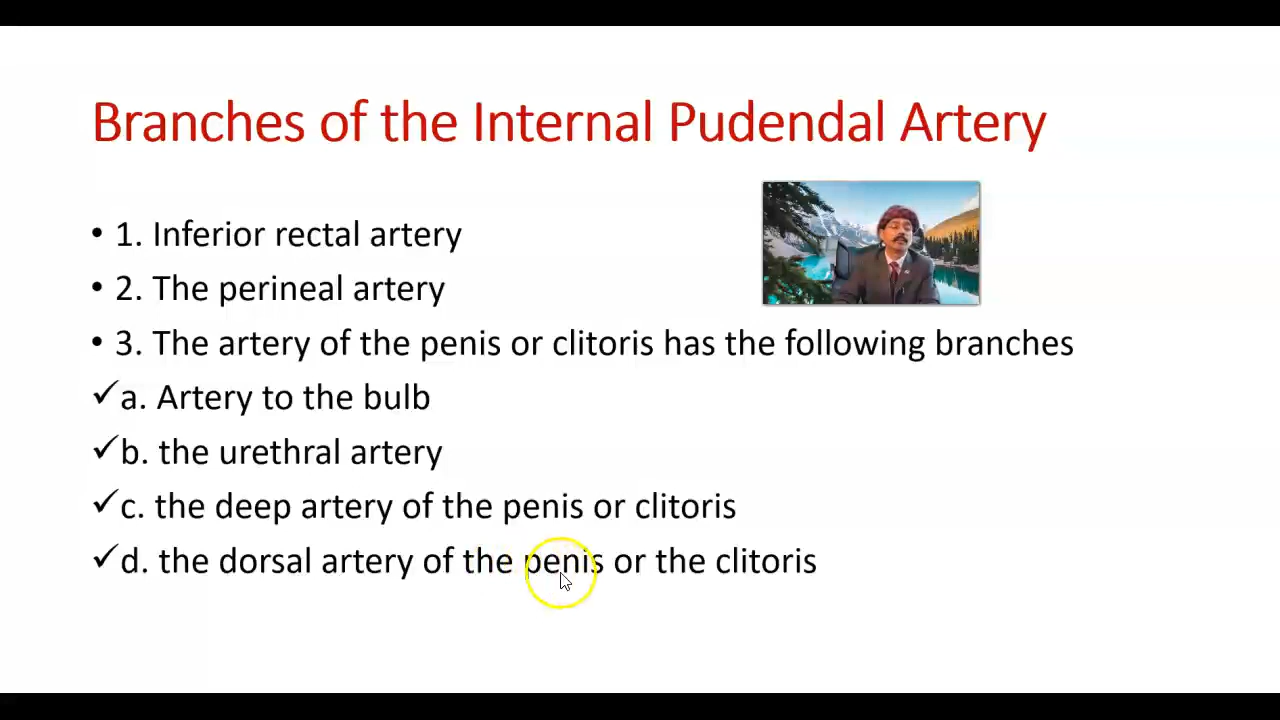 Branches of the Internal Pudendal Artery
• 1. Inferior rectal artery
• 2. The perineal artery
• 3. The artery of the penis or clitoris has the following branches
✓a. Artery to the bulb
✓b. the urethral artery
✓c. the deep artery of the penis or clitoris
✓d. the dorsal artery of the penis or the clitoris